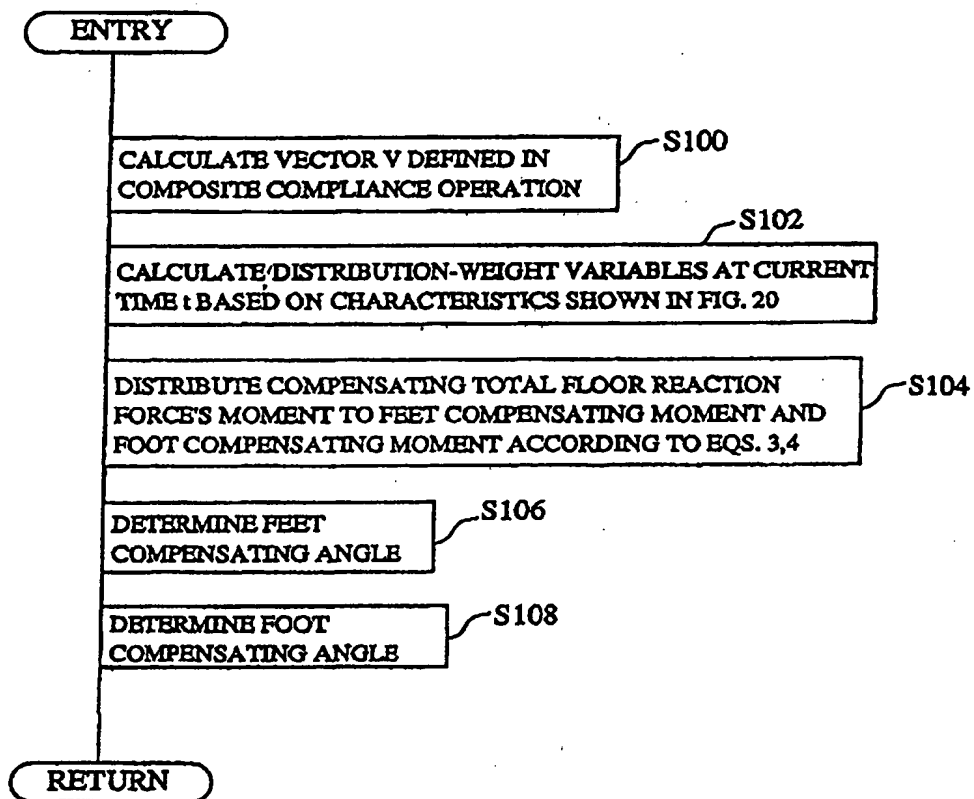 ENTRY
S100
CALCULATE VECTOR V DEFINED IN
COMPOSITE COMPLIANCE OPERATION
S102
CALCULATE DISTRIBUTION-WEIGHT VARIABLES AT CURRENT
TIME t BASED ON CHARACTERISTICS SHOWN IN FIG. 20
S104
DISTRIBUTE COMPENSATING TOTAL FLOOR REACTION
FORCE'S MOMENT TO FEET COMPENSATING MOMENT AND
FOOT COMPENSATING MOMENT ACCORDING TO EQS. 3,4
S106
DETERMINE FEET
COMPENSATING ANGLE
S108
DETERMINE FOOT
COMPENSATING ANGLE
RETURN